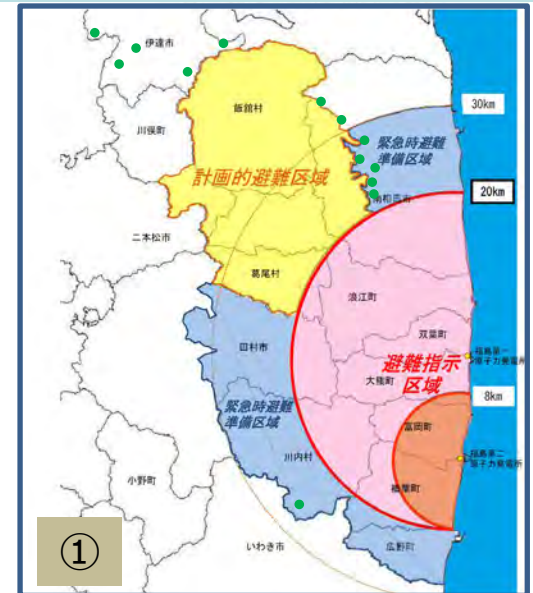 伊達市
飯舘村
30km
川俣町
緊急時避難
準備区域
計画的避難区域
20km
南相馬市
二本松市
葛尾村
浪江町
田村市
双葉町
福島第一
原子力発電所
避難指示
区域
大熊町
8km
緊急時避難
準備区域
富岡町
川内村
福島第二
原子力発電所
小野町
楢葉町
いわき市
広野町
①